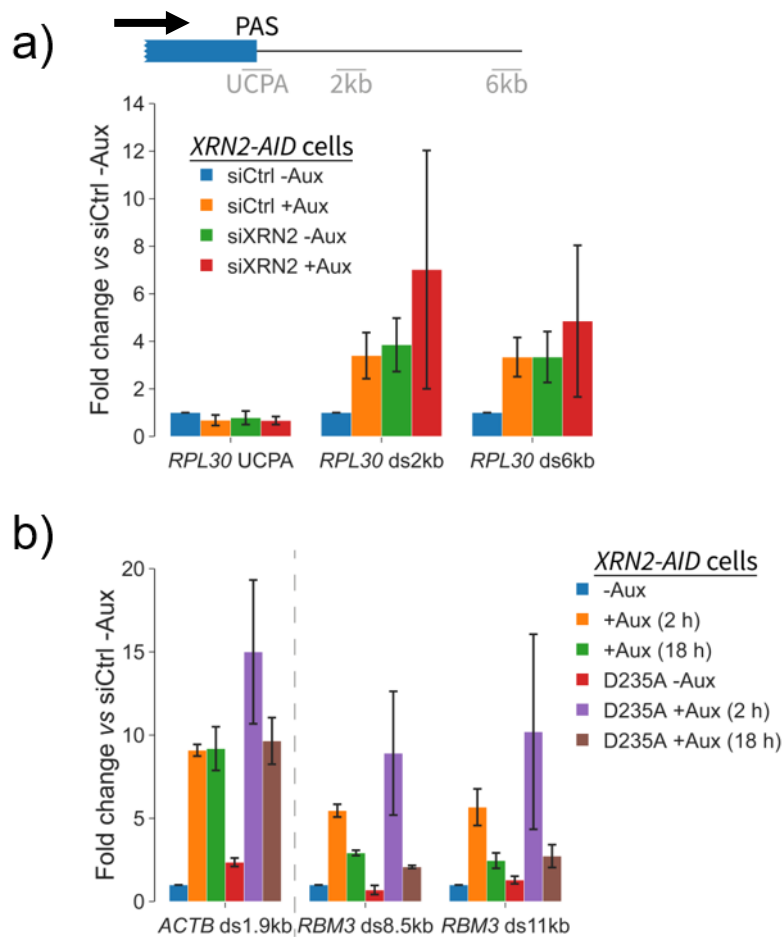 a)
PAS
UCPA 2kb 6kb
14
12
10
8
6
4
2
0
Fold change vs siCtrl -Aux
XRN2-AID cells
siCtrl -Aux
siCtrl +Aux
siXRN2 -Aux
siXRN2 +Aux
RPL30 UCPA RPL30 ds2kb RPL30 ds6kb
b)
20
15
10
5
0
Fold change vs siCtrl -Aux
XRN2-AID cells
-Aux
+Aux (2 h)
+Aux (18 h)
D235A -Aux
D235A +Aux (2 h)
D235A +Aux (18 h)
ACTB ds1.9kb RBM3 ds8.5kb RBM3 ds11kb